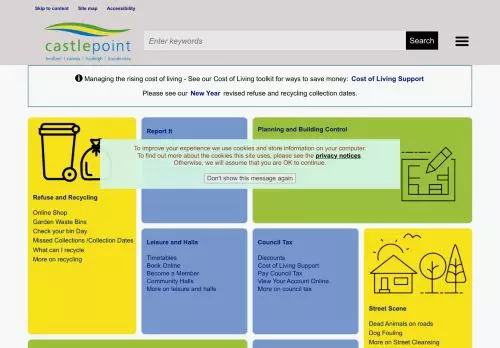 Skip to content Site map Accessibility
castlepoint
benfleet | canvey | hadleigh | thundersley
Enter keywords
Search
Managing the rising cost of living - See our Cost of Living toolkit for ways to save money: Cost of Living Support
Please see our New Year revised refuse and recycling collection dates.
Refuse and Recycling
Online Shop
Garden Waste Bins
Check your bin Day
Missed Collections /Collection Dates
What can I recycle
More on recycling
Report It
Planning and Building Control
To improve your experience we use cookies and store information on your computer.
To find out more about the cookies this site uses, please see the privacy notices.
Otherwise, we will assume that you are OK to continue.
Don't show this message again
Leisure and Halls
Timetables
Book Online
Become a Member
Community Halls
More on leisure and halls
Council Tax
Discounts
Cost of Living Support
Pay Council Tax
View Your Account Online
More on council tax
Street Scene
Dead Animals on roads
Dog Fouling
More on Street Cleansing